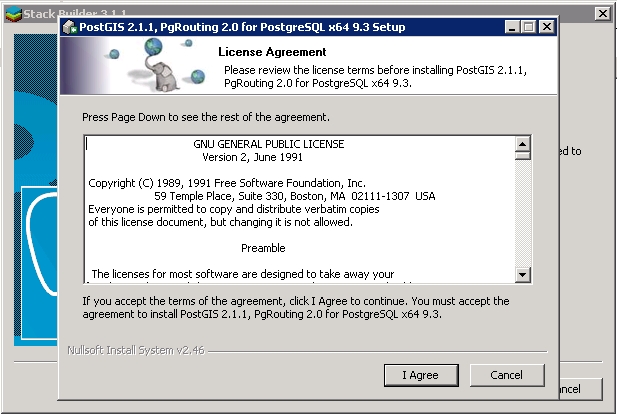 Stack Builder 3.1.1
PostGIS 2.1.1, PgRouting 2.0 for PostgreSQL x64 9.3 Setup
License Agreement
Please review the license terms before installing PostGIS 2.1.1,
PgRouting 2.0 for PostgreSQL x64 9.3.
Press Page Down to see the rest of the agreement.
GNU GENERAL PUBLIC LICENSE
Version 2, June 1991
Copyright (C) 1989, 1991 Free Software Foundation, Inc.
59 Temple Place, Suite 330, Boston, MA 02111-1307 USA
Everyone is permitted to copy and distribute verbatim copies
of this license document, but changing it is not allowed.
Preamble
The licenses for most software are designed to take away your
ed to
If you accept the terms of the agreement, click I Agree to continue. You must accept the
agreement to install PostGIS 2.1.1, PgRouting 2.0 for PostgreSQL x64 9.3.
Nullsoft Install System v2.46
I Agree
Cancel
ncel